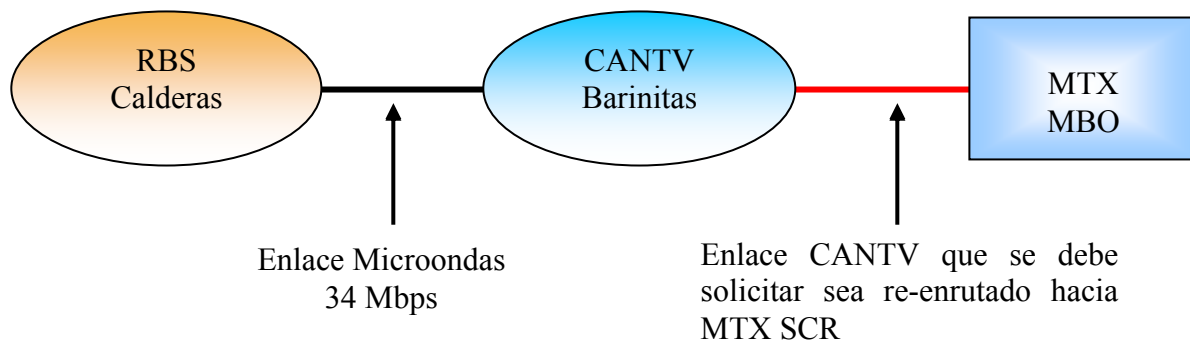 RBS
Calderas
CANTV
Barinitas
MTX
MBO
Enlace Microondas
34 Mbps
Enlace CANTV que se debe
solicitar sea re-enrutado hacia
MTX SCR